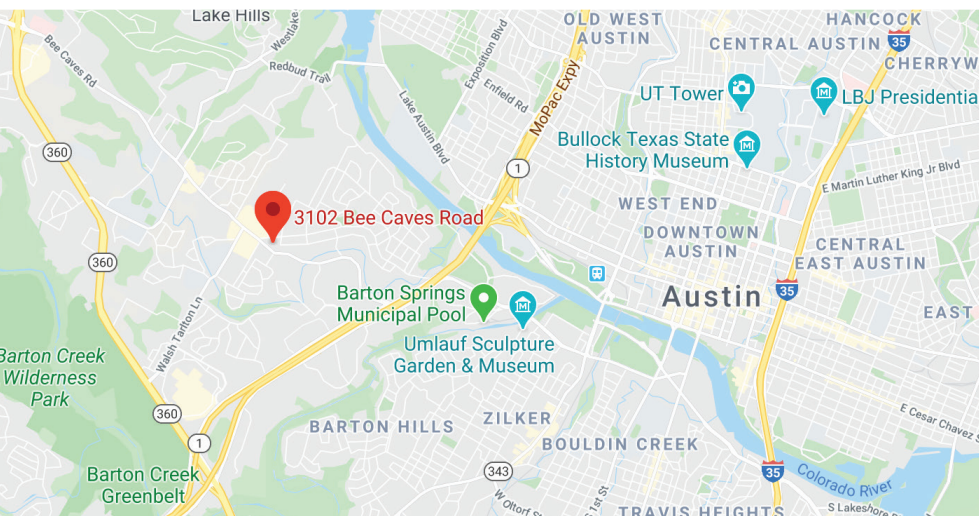 Lake Hills
Bee Caves Rd
Westlake
Redbud Trail
Exposition Blvd
Enfield Rd
Lake Austin Blvd
MoPac Expy
OLD WEST
AUSTIN
HANCOCK
CENTRAL AUSTIN
35
CHERRYW
UT Tower
LBJ Presidentia
Bullock Texas State
History Museum
E Martin Luther King Jr Blvd
360
1
WEST END
3102 Bee Caves Road
DOWNTOWN
AUSTIN
CENTRAL
EAST AUSTIN
360
Austin
35
EAST
Barton Springs
Municipal Pool
Umlauf Sculpture
Garden & Museum
Walsh Tarlton Ln
Barton Creek
Wilderness
Park
360
1
BARTON HILLS
ZILKER
BOULDIN CREEK
E Cesar Chavez S
Barton Creek
Greenbelt
343
35
Colorado River
W Oltorf St
S 1st St
TRAVIS HEIGHTS
S Lakeshore B